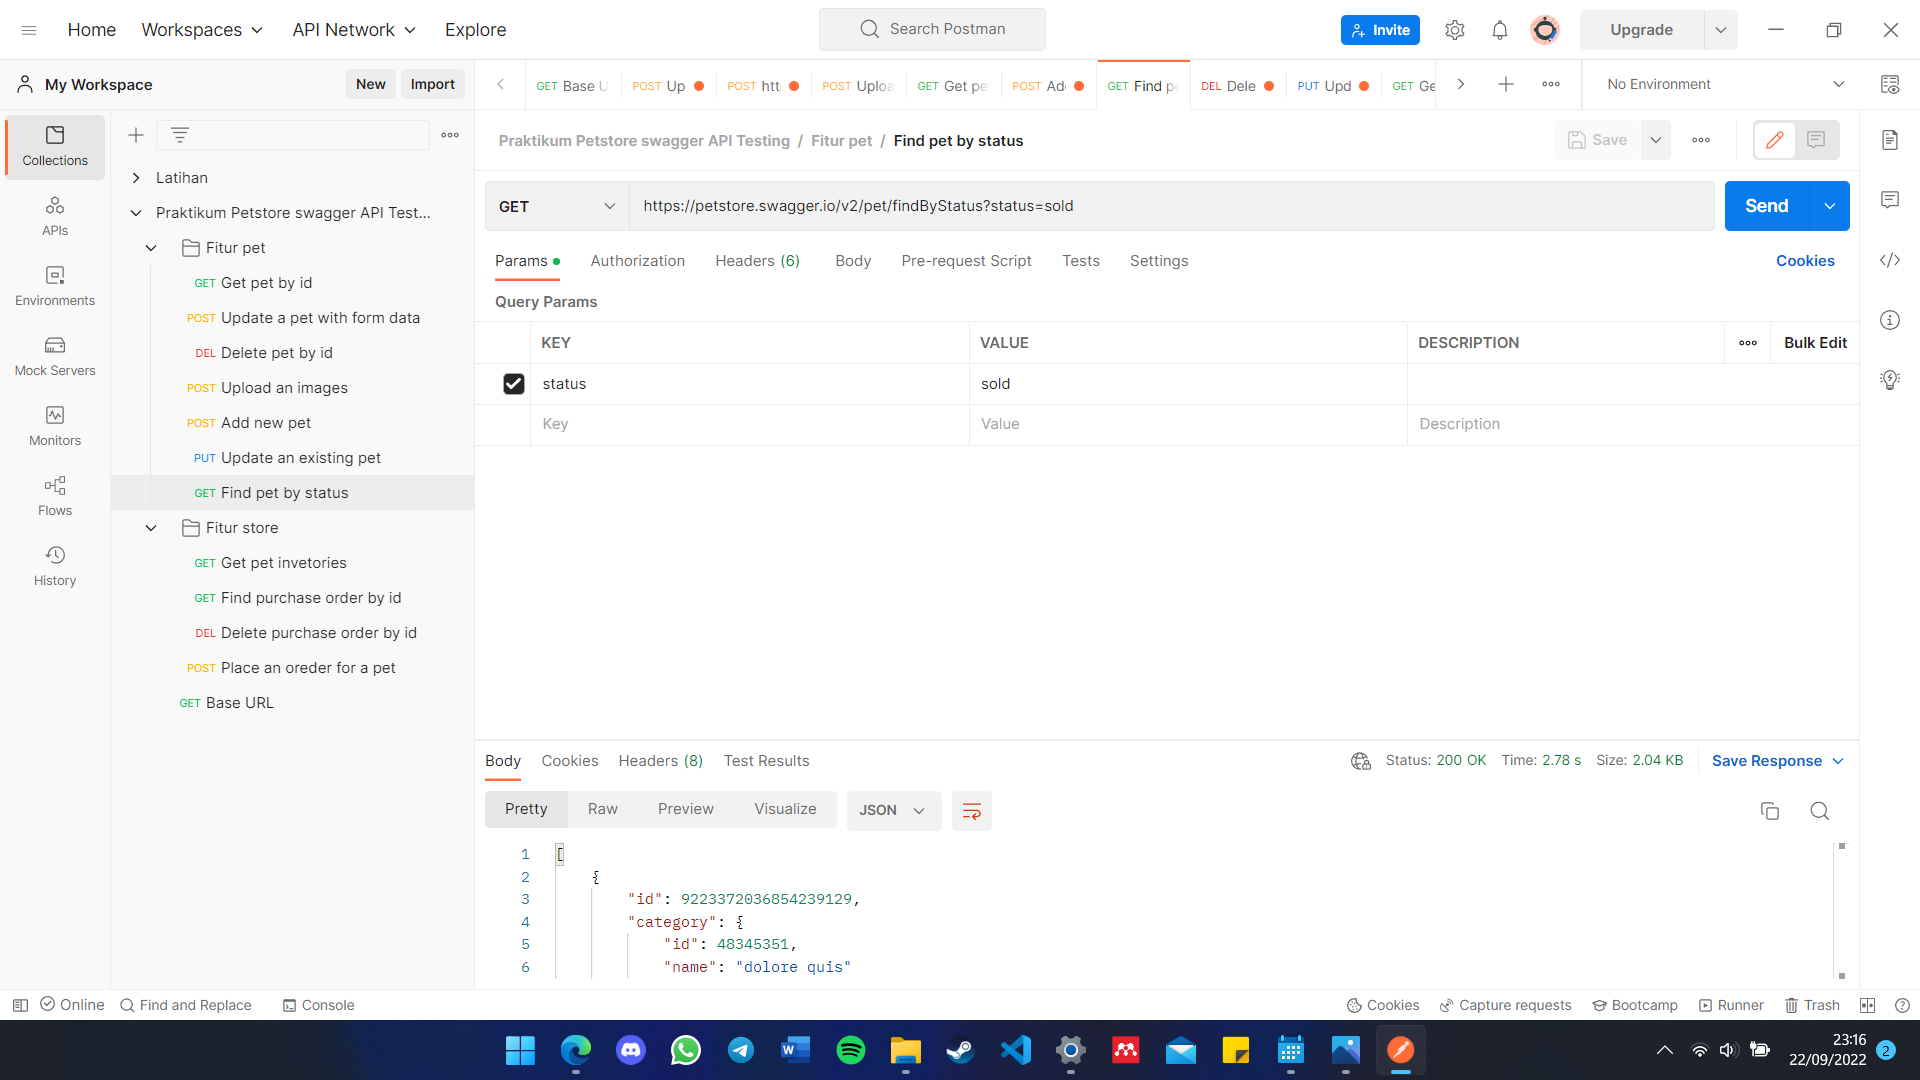 Home
Workspaces
API Network
Explore
Search Postman
Invite
Upgrade
My Workspace
New
Import
GET Base U
POST Up
POST htt
POST Uploa
GET Get pe
POST Ad
GET Find pe
DEL Dele
PUT Upd
GET Ge
No Environment
Collections
APIs
Environments
Mock Servers
Monitors
Flows
History
Latihan
Praktikum Petstore swagger API Test...
Fitur pet
GET Get pet by id
POST Update a pet with form data
DEL Delete pet by id
POST Upload an images
POST Add new pet
PUT Update an existing pet
GET Find pet by status
Fitur store
GET Get pet invetories
GET Find purchase order by id
DEL Delete purchase order by id
POST Place an oreder for a pet
GET Base URL
Praktikum Petstore swagger API Testing / Fitur pet / Find pet by status
Save
GET
https://petstore.swagger.io/v2/pet/findByStatus?status=sold
Send
Params
Authorization
Headers (6)
Body
Pre-request Script
Tests
Settings
Cookies
Query Params
KEY
VALUE
DESCRIPTION
Bulk Edit
status
sold
Key
Value
Description
Body
Cookies
Headers (8)
Test Results
Status: 200 OK
Time: 2.78 s
Size: 2.04 KB
Save Response
Pretty
Raw
Preview
Visualize
JSON
1 [
2 {
3 "id": 9223372036854239129,
4 "category": {
5 "id": 48345351,
6 "name": "dolore quis"
Online
Find and Replace
Console
Cookies
Capture requests
Bootcamp
Runner
Trash
23:16
22/09/2022
2